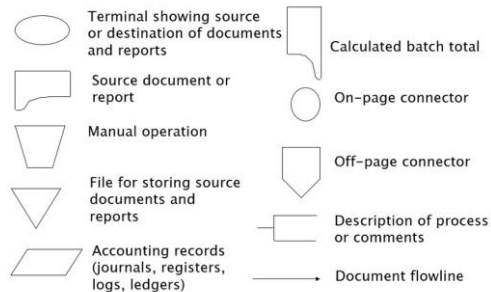 Terminal showing source
or destination of documents
and reports
Source document or
report
Manual operation
File for storing source
documents and
reports
Accounting records
(journals, registers,
logs, ledgers)
Calculated batch total
On-page connector
Off-page connector
Description of process
or comments
Document flowline